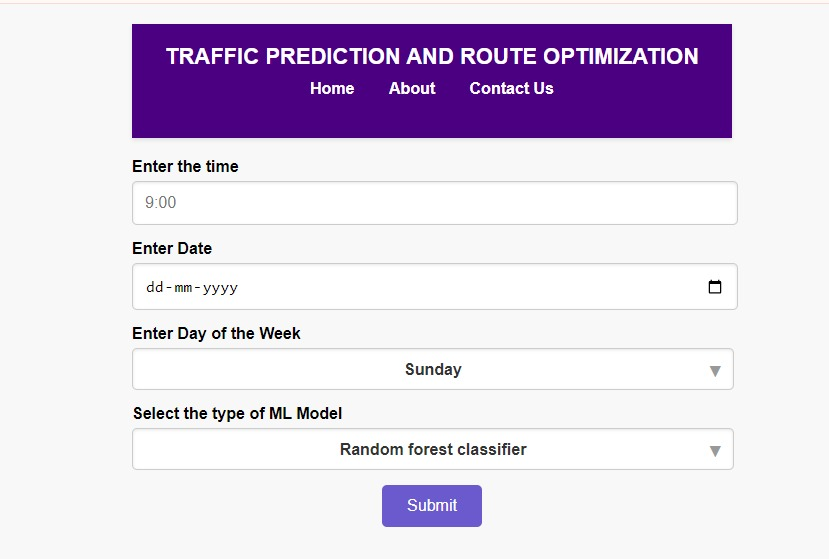 TRAFFIC PREDICTION AND ROUTE OPTIMIZATION
Home About Contact Us
Enter the time
9:00
Enter Date
dd-mm-yyyy
Enter Day of the Week
Sunday
Select the type of ML Model
Random forest classifier
Submit